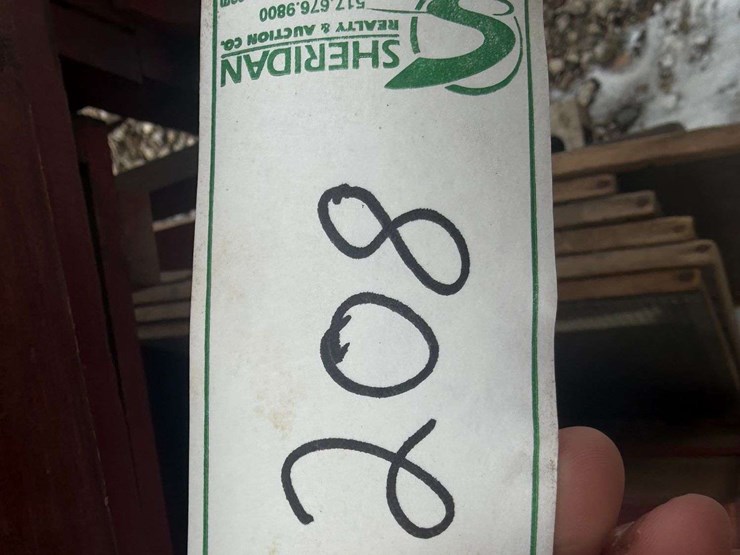 SHERIDAN
REALTY & AUCTION CO.
517.676.9800
208